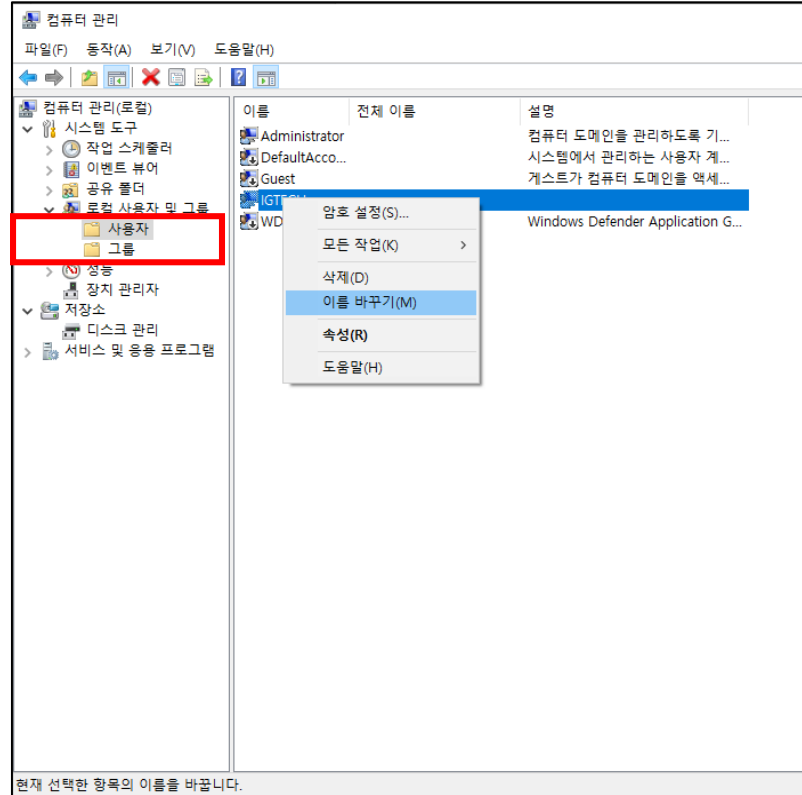 컴퓨터 관리
파일(F) 동작(A) 보기(V) 도움말(H)
컴퓨터 관리(로컬)
시스템 도구
작업 스케줄러
이벤트 뷰어
공유 폴더
로컬 사용자 및 그룹
사용자
그룹
성능
장치 관리자
저장소
디스크 관리
서비스 및 응용 프로그램
이름 전체 이름 설명
Administrator 컴퓨터 도메인을 관리하도록 기...
DefaultAcco... 시스템에서 관리하는 사용자 계...
Guest 게스트가 컴퓨터 도메인을 액세...
WD Windows Defender Application G...
암호 설정(S)...
모든 작업(K)
삭제(D)
이름 바꾸기(M)
속성(R)
도움말(H)
현재 선택한 항목의 이름을 바꿉니다.